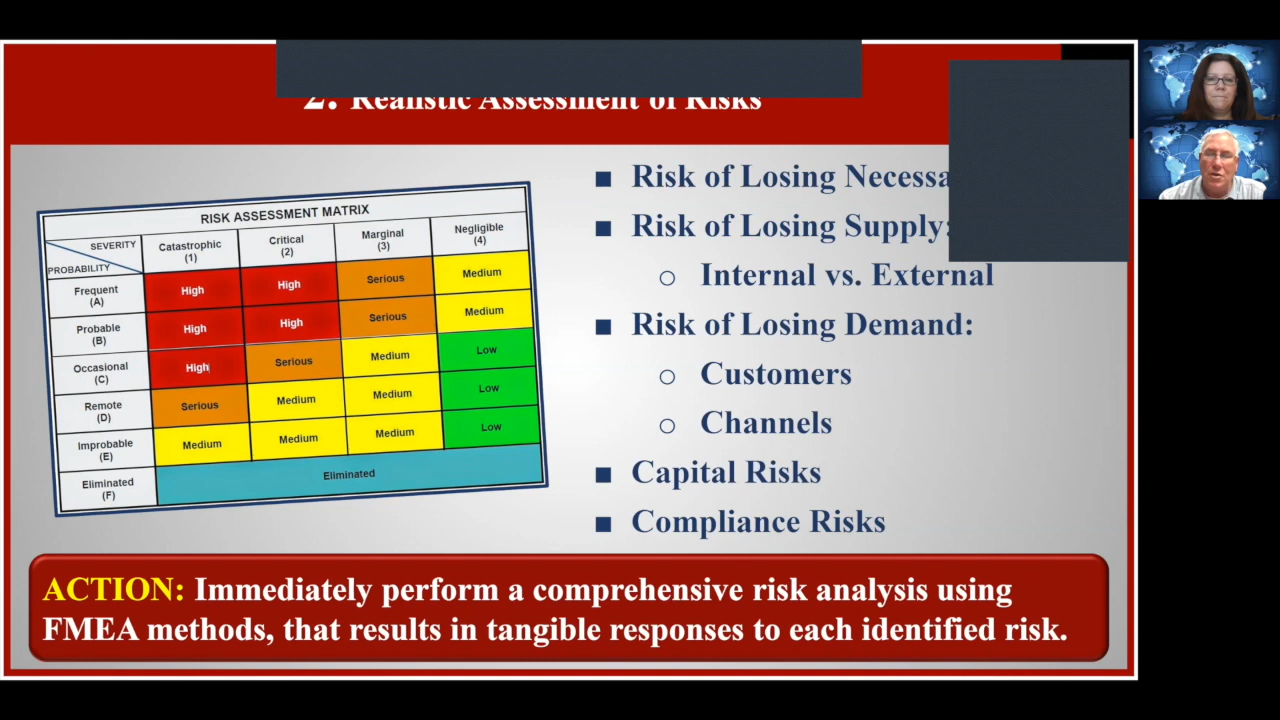 2. Realistic Assessment of Risks
RISK ASSESSMENT MATRIX
SEVERITY
PROBABILITY
Catastrophic
(1)
Critical
(2)
Marginal
(3)
Negligible
(4)
Frequent
(A)
High
High
Serious
Medium
Probable
(B)
High
High
Serious
Medium
Occasional
(C)
High
Serious
Medium
Low
Remote
(D)
Serious
Medium
Medium
Low
Improbable
(E)
Medium
Medium
Medium
Low
Eliminated
(F)
Eliminated
■ Risk of Losing
■ Risk of Losing Supply:
o Internal vs. External
■ Risk of Losing Demand:
o Customers
o Channels
■ Capital Risks
■ Compliance Risks
ACTION: Immediately perform a comprehensive risk analysis using
FMEA methods, that results in tangible responses to each identified risk.